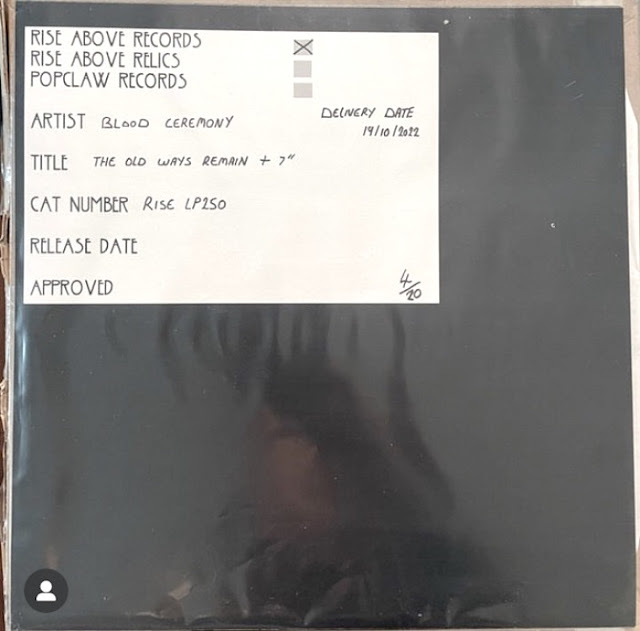 RISE ABOVE RECORDS
RISE ABOVE RELICS
POPCLAW RECORDS
ARTIST BLOOD CEREMONY
DELIVERY DATE
19/10/2022
TITLE THE OLD WAYS REMAIN + 7"
CAT NUMBER RISE LP250
RELEASE DATE
APPROVED
4/20